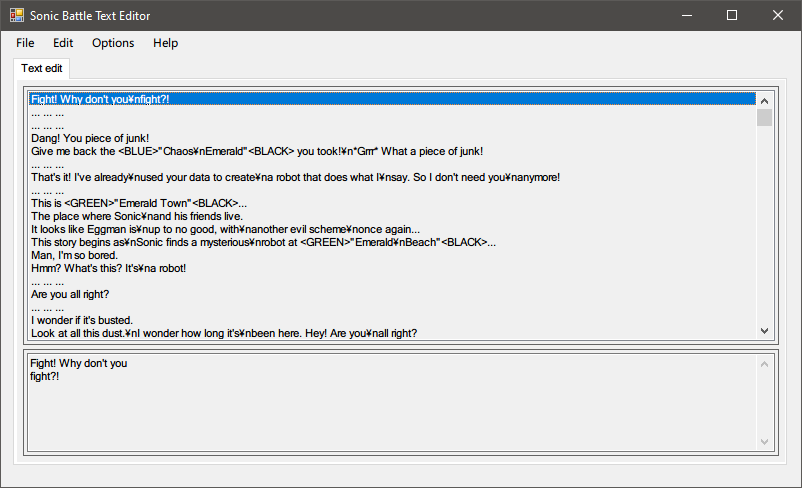 Sonic Battle Text Editor
File Edit Options Help
Text edit
Fight! Why don't you¥nfight?!
... ... ...
... ... ...
Dang! You piece of junk!
Give me back the <BLUE>"Chaos¥nEmerald"<BLACK> you took!¥n*Grrr* What a piece of junk!
... ... ...
That's it! I've already¥nused your data to create¥na robot that does what I¥nsay. So I don't need you¥nanymore!
... ... ...
This is <GREEN>"Emerald Town"<BLACK>...
The place where Sonic¥nand his friends live.
It looks like Eggman is¥nup to no good, with¥nanother evil scheme¥nonce again...
This story begins as¥nSonic finds a mysterious¥nrobot at <GREEN>"Emerald¥nBeach"<BLACK>...
Man, I'm so bored.
Hmm? What's this? It's¥na robot!
... ... ...
Are you all right?
... ... ...
I wonder if it's busted.
Look at all this dust.¥nI wonder how long it's¥nbeen here. Hey! Are you¥nall right?
Fight! Why don't you
fight?!